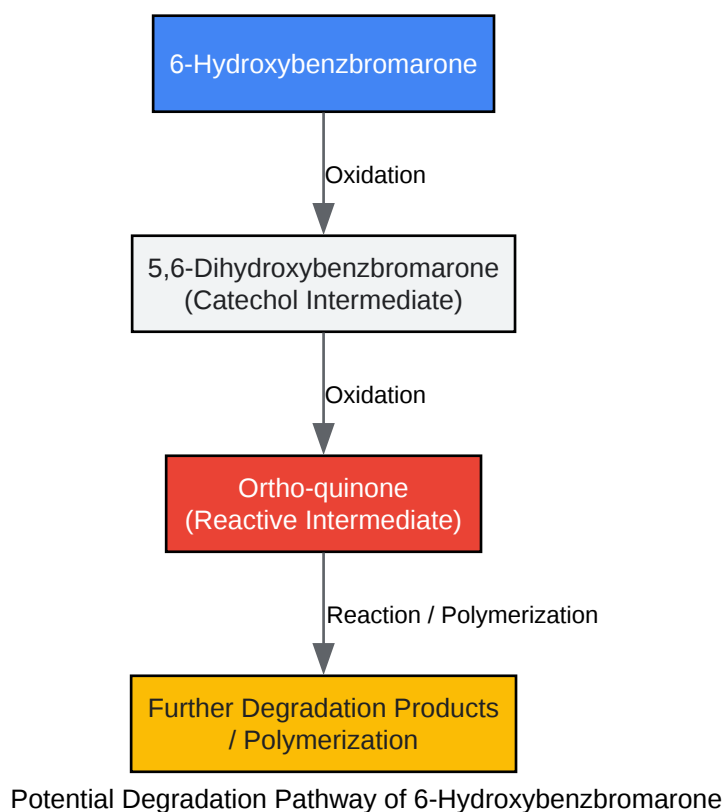 6-Hydroxybenzbromarone
Oxidation
5,6-Dihydroxybenzbromarone
(Catechol Intermediate)
Oxidation
Ortho-quinone
(Reactive Intermediate)
Reaction / Polymerization
Further Degradation Products
/ Polymerization
Potential Degradation Pathway of 6-Hydroxybenzbromarone